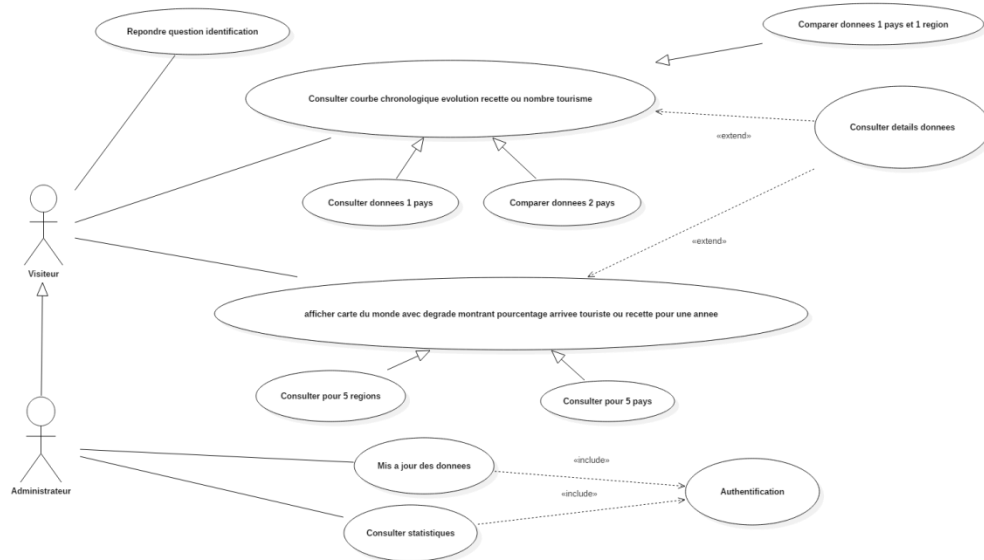 Repondre question identification
Comparer donnees 1 pays et 1 region
Consulter courbe chronologique evolution recette ou nombre tourisme
Consulter details donnees
«extend»
Consulter donnees 1 pays
Comparer donnees 2 pays
«extend»
Visiteur
afficher carte du monde avec degrade montrant pourcentage arrivee touriste ou recette pour une annee
Consulter pour 5 regions
Consulter pour 5 pays
Administrateur
Mis a jour des donnees
«include»
Authentification
«include»
Consulter statistiques